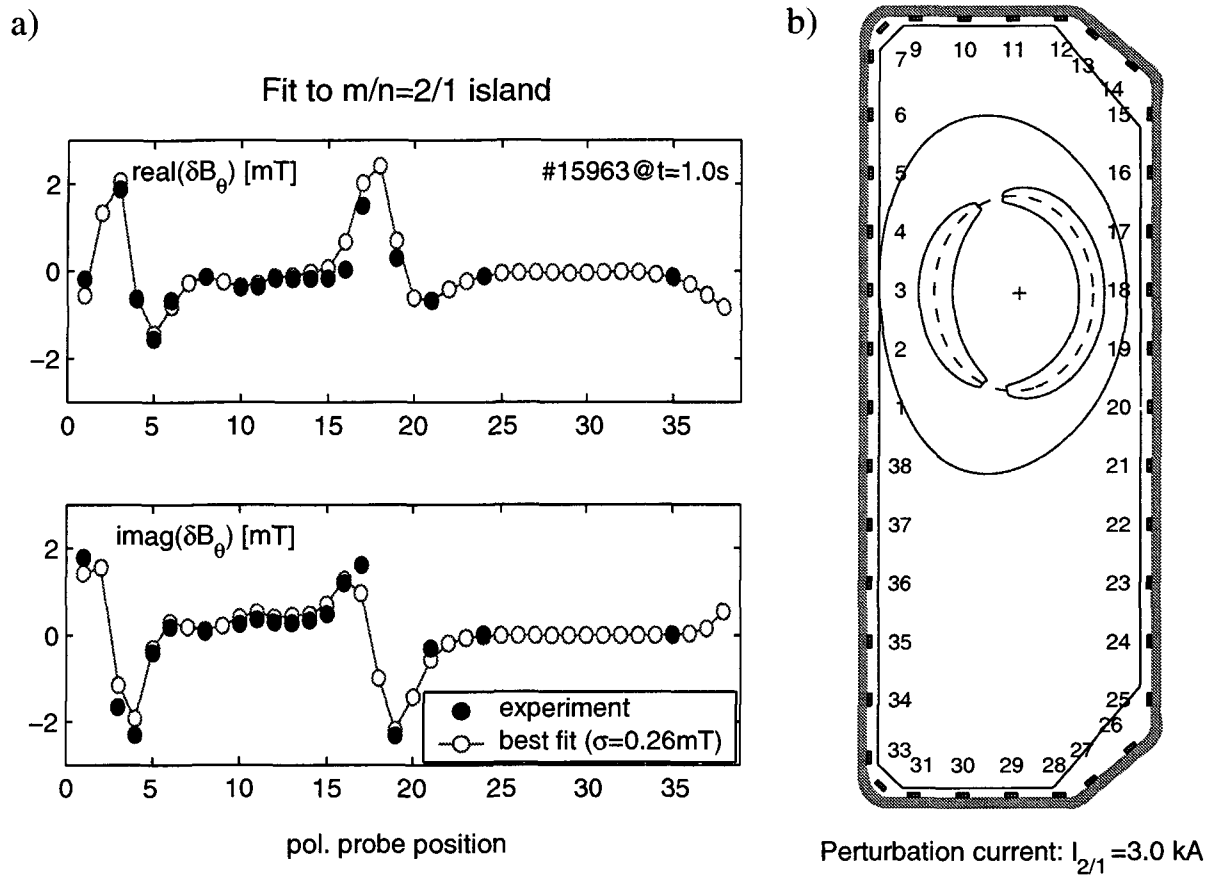 a)
Fit to m/n=2/1 island
real(δB_θ) [mT]
#15963@t=1.0s
2
0
−2
0 5 10 15 20 25 30 35
imag(δB_θ) [mT]
2
0
−2
experiment
best fit (σ=0.26mT)
0 5 10 15 20 25 30 35
pol. probe position
b)
9 10 11 12
7 13
14
6 15
5 16
4 17
3 18
2 19
1 20
38 21
37 22
36 23
35 24
34 25
26
33 27
31 30 29 28
Perturbation current: I_2/1 =3.0 kA